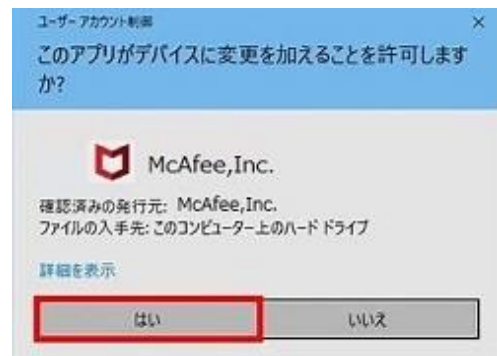 ユーザー アカウント制御
このアプリがデバイスに変更を加えることを許可します
か?
McAfee,Inc.
確認済みの発行元: McAfee,Inc.
ファイルの入手先: このコンピューター上のハード ドライブ
詳細を表示
はい
いいえ